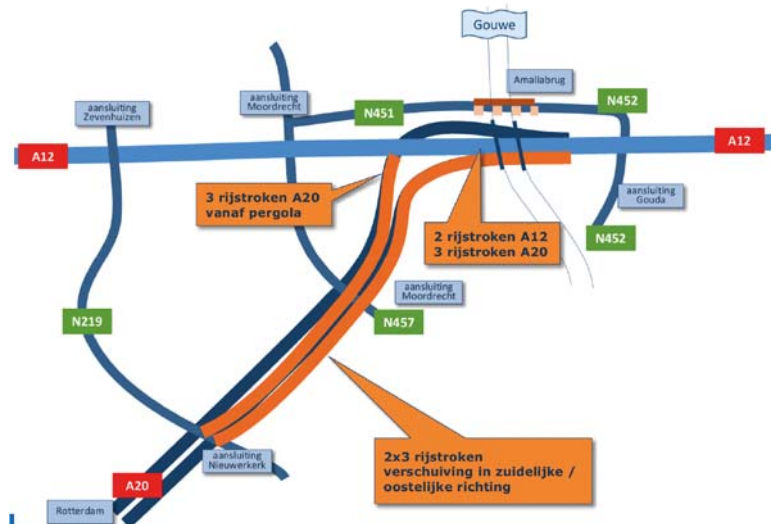 Gouwe
Amaliabrug
aansluiting
Moordrecht
aansluiting
Zevenhuizen
N451
N452
A12
A12
3 rijstroken A20
vanaf pergola
aansluiting
Gouda
2 rijstroken A12
3 rijstroken A20
N452
aansluiting
Moordrecht
N219
N457
2x3 rijstroken
verschuiving in zuidelijke /
oostelijke richting
aansluiting
Nieuwerkerk
A20
Rotterdam